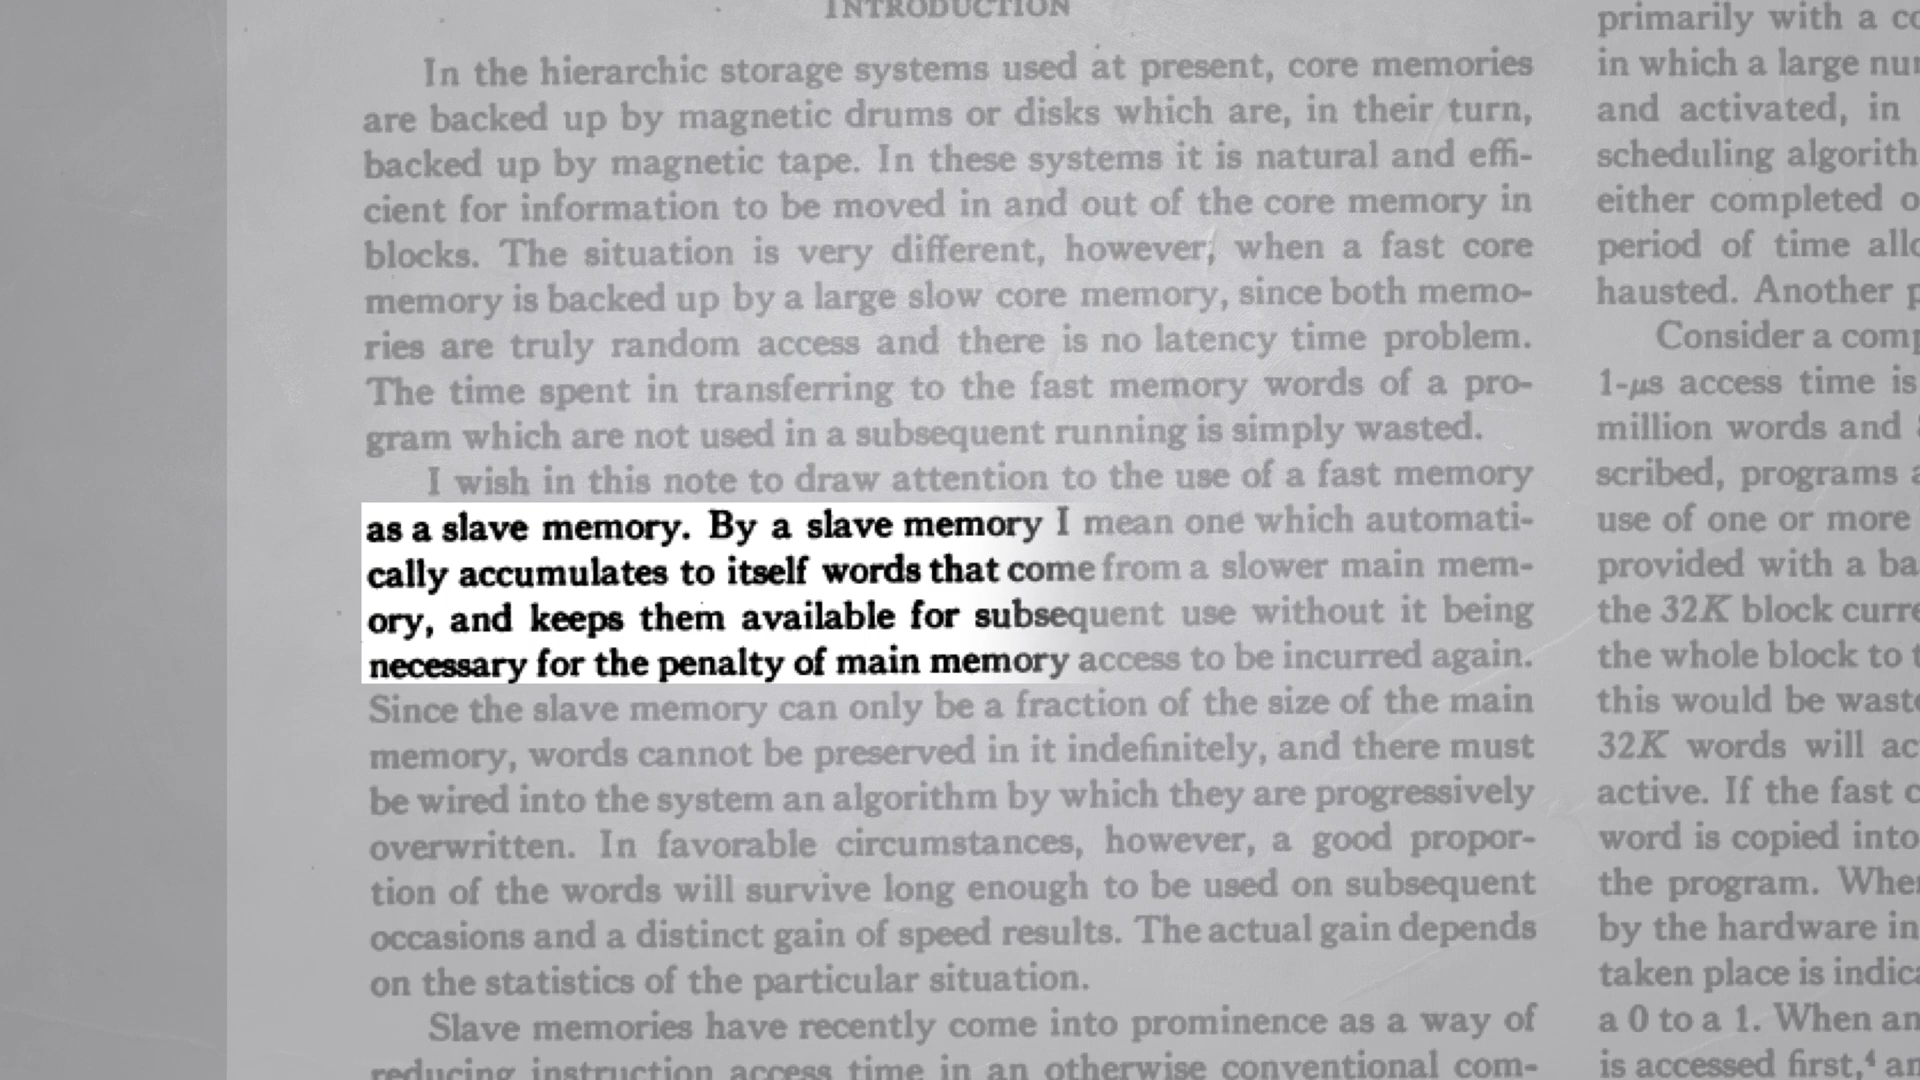 INTRODUCTION
In the hierarchic storage systems used at present, core memories
are backed up by magnetic drums or disks which are, in their turn,
backed up by magnetic tape. In these systems it is natural and effi-
cient for information to be moved in and out of the core memory in
blocks. The situation is very different, however, when a fast core
memory is backed up by a large slow core memory, since both memo-
ries are truly random access and there is no latency time problem.
The time spent in transferring to the fast memory words of a pro-
gram which are not used in a subsequent running is simply wasted.
I wish in this note to draw attention to the use of a fast memory
as a slave memory. By a slave memory I mean one which automati-
cally accumulates to itself words that come from a slower main mem-
ory, and keeps them available for subsequent use without it being
necessary for the penalty of main memory access to be incurred again.
Since the slave memory can only be a fraction of the size of the main
memory, words cannot be preserved in it indefinitely, and there must
be wired into the system an algorithm by which they are progressively
overwritten. In favorable circumstances, however, a good propor-
tion of the words will survive long enough to be used on subsequent
occasions and a distinct gain of speed results. The actual gain depends
on the statistics of the particular situation.
Slave memories have recently come into prominence as a way of
reducing instruction access time in an otherwise conventional com-
primarily with a
in which a large
and activated, in
scheduling
either completed
period of time
hausted. Another
Consider a
1-μs access time is
million words and
scribed, programs
use of one or more
provided with a
the 32K block
the whole block to
this would be
32K words will
active. If the fast
word is copied into
the program.
by the hardware in
taken place is
a 0 to a 1. When
is accessed first,⁴